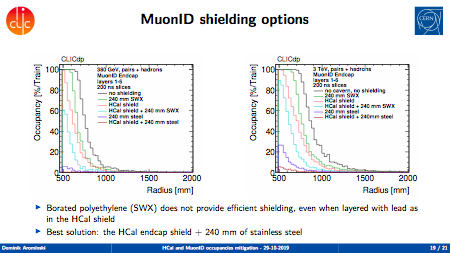 clic
MuonID shielding options
CERN
CLICdp
380 GeV, pairs + hadrons
MuonID Endcap
layers 1-6
200 ns slices
no shielding
240 mm SWX
HCal shield
HCal shield + 240 mm SWX
240 mm steel
HCal shield + 240 mm steel
Occupancy [%/Train]
100
80
60
40
20
0
500
1000
1500
2000
Radius [mm]
CLICdp
3 TeV, pairs + hadrons
MuonID Endcap
layers 1-6
200 ns slices
no cavern, no shielding
240 mm SWX
HCal shield
HCal shield + 240 mm SWX
240 mm steel
HCal shield + 240mm steel
Occupancy [%/Train]
100
80
60
40
20
0
500
1000
1500
2000
Radius [mm]
Borated polyethylene (SWX) does not provide efficient shielding, even when layered with lead as
in the HCal shield
Best solution: the HCal endcap shield + 240 mm of stainless steel
Dominik Arominski
HCal and MuonID occupancies mitigation - 29-10-2019
19 / 21